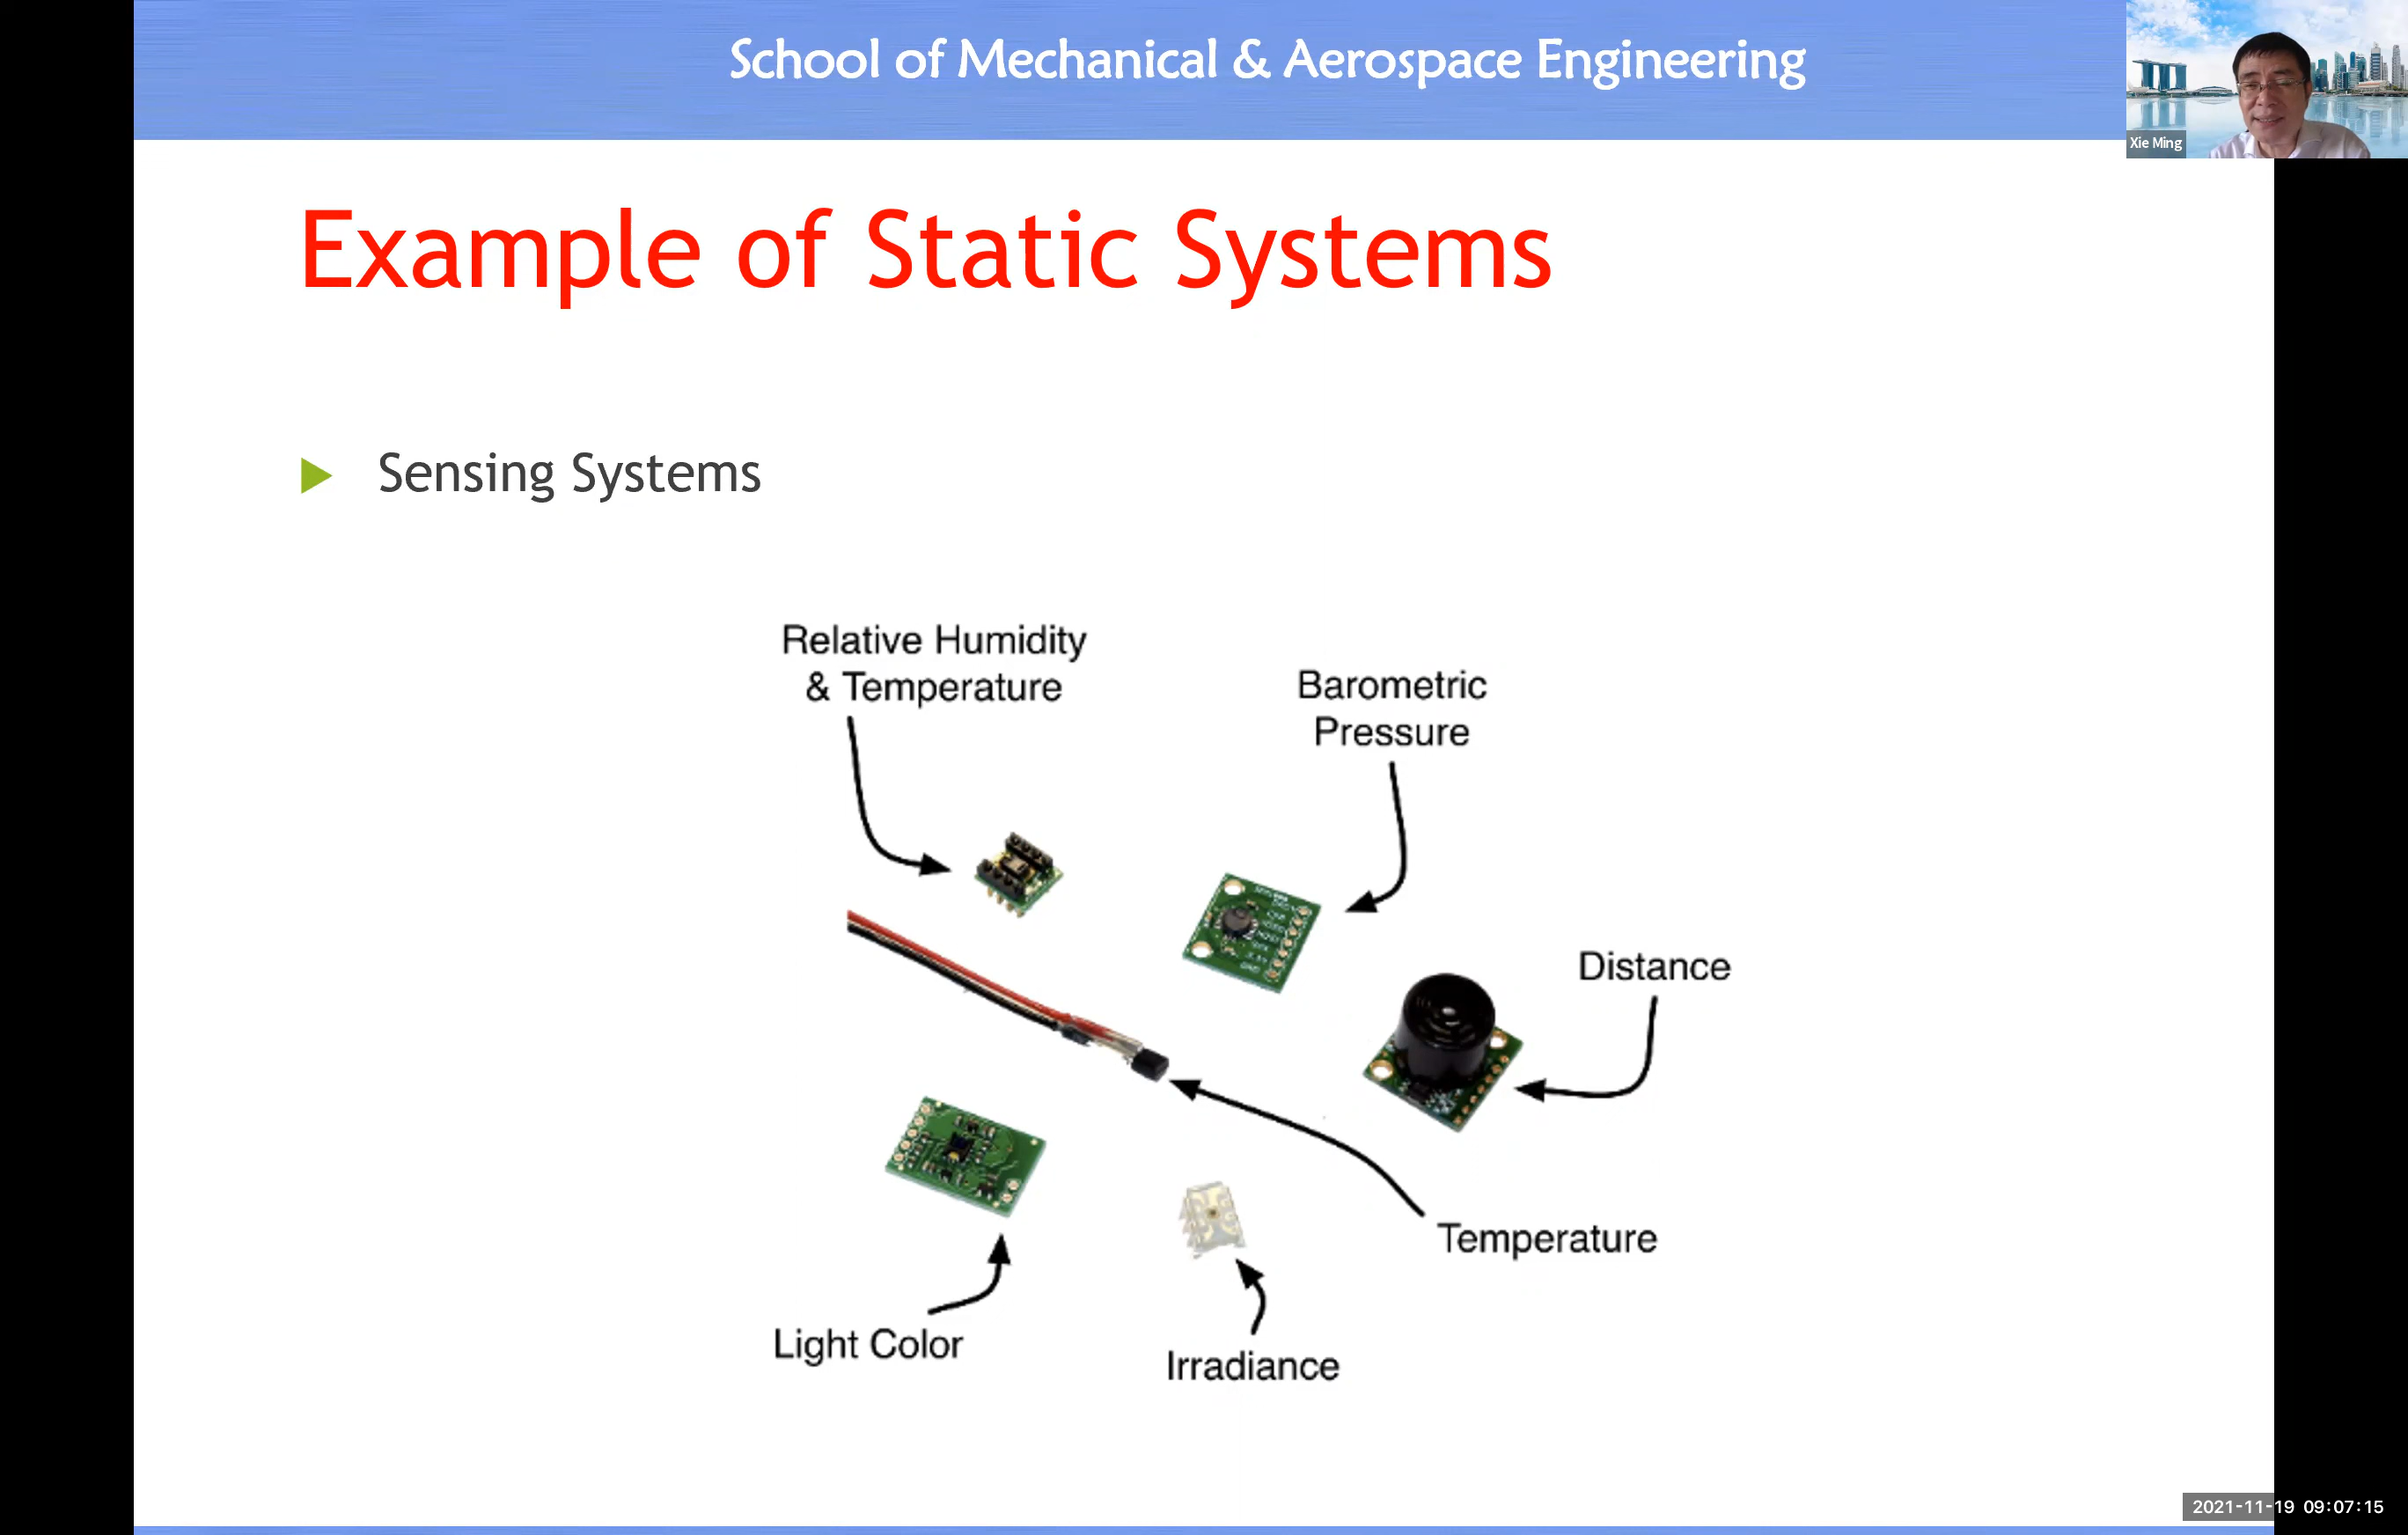 School of Mechanical & Aerospace Engineering
Xie Ming
Example of Static Systems
Sensing Systems
Relative Humidity
& Temperature
Barometric
Pressure
Distance
Temperature
Light Color
Irradiance
2021-11-19 09:07:15